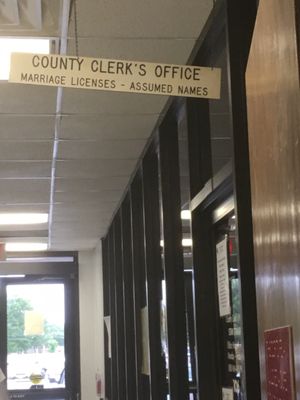 COUNTY CLERK'S OFFICE
MARRIAGE LICENSES - ASSUMED NAMES